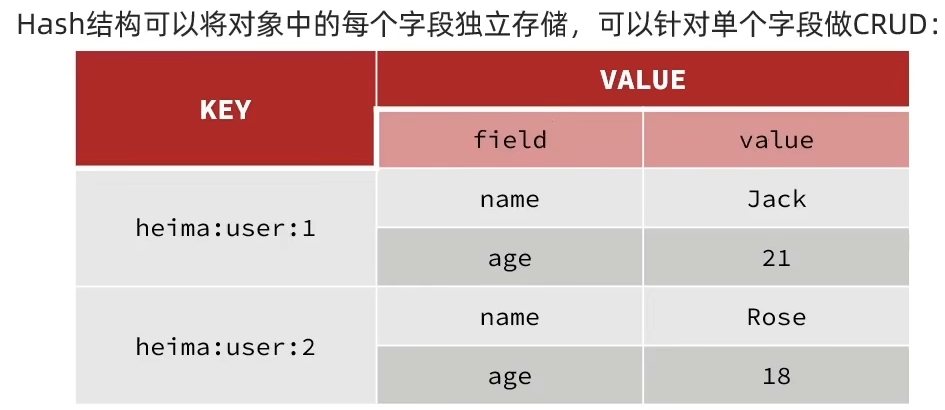 Hash结构可以将对象中的每个字段独立存储，可以针对单个字段做CRUD：
KEY
VALUE
field
value
heima:user:1
name
Jack
age
21
heima:user:2
name
Rose
age
18